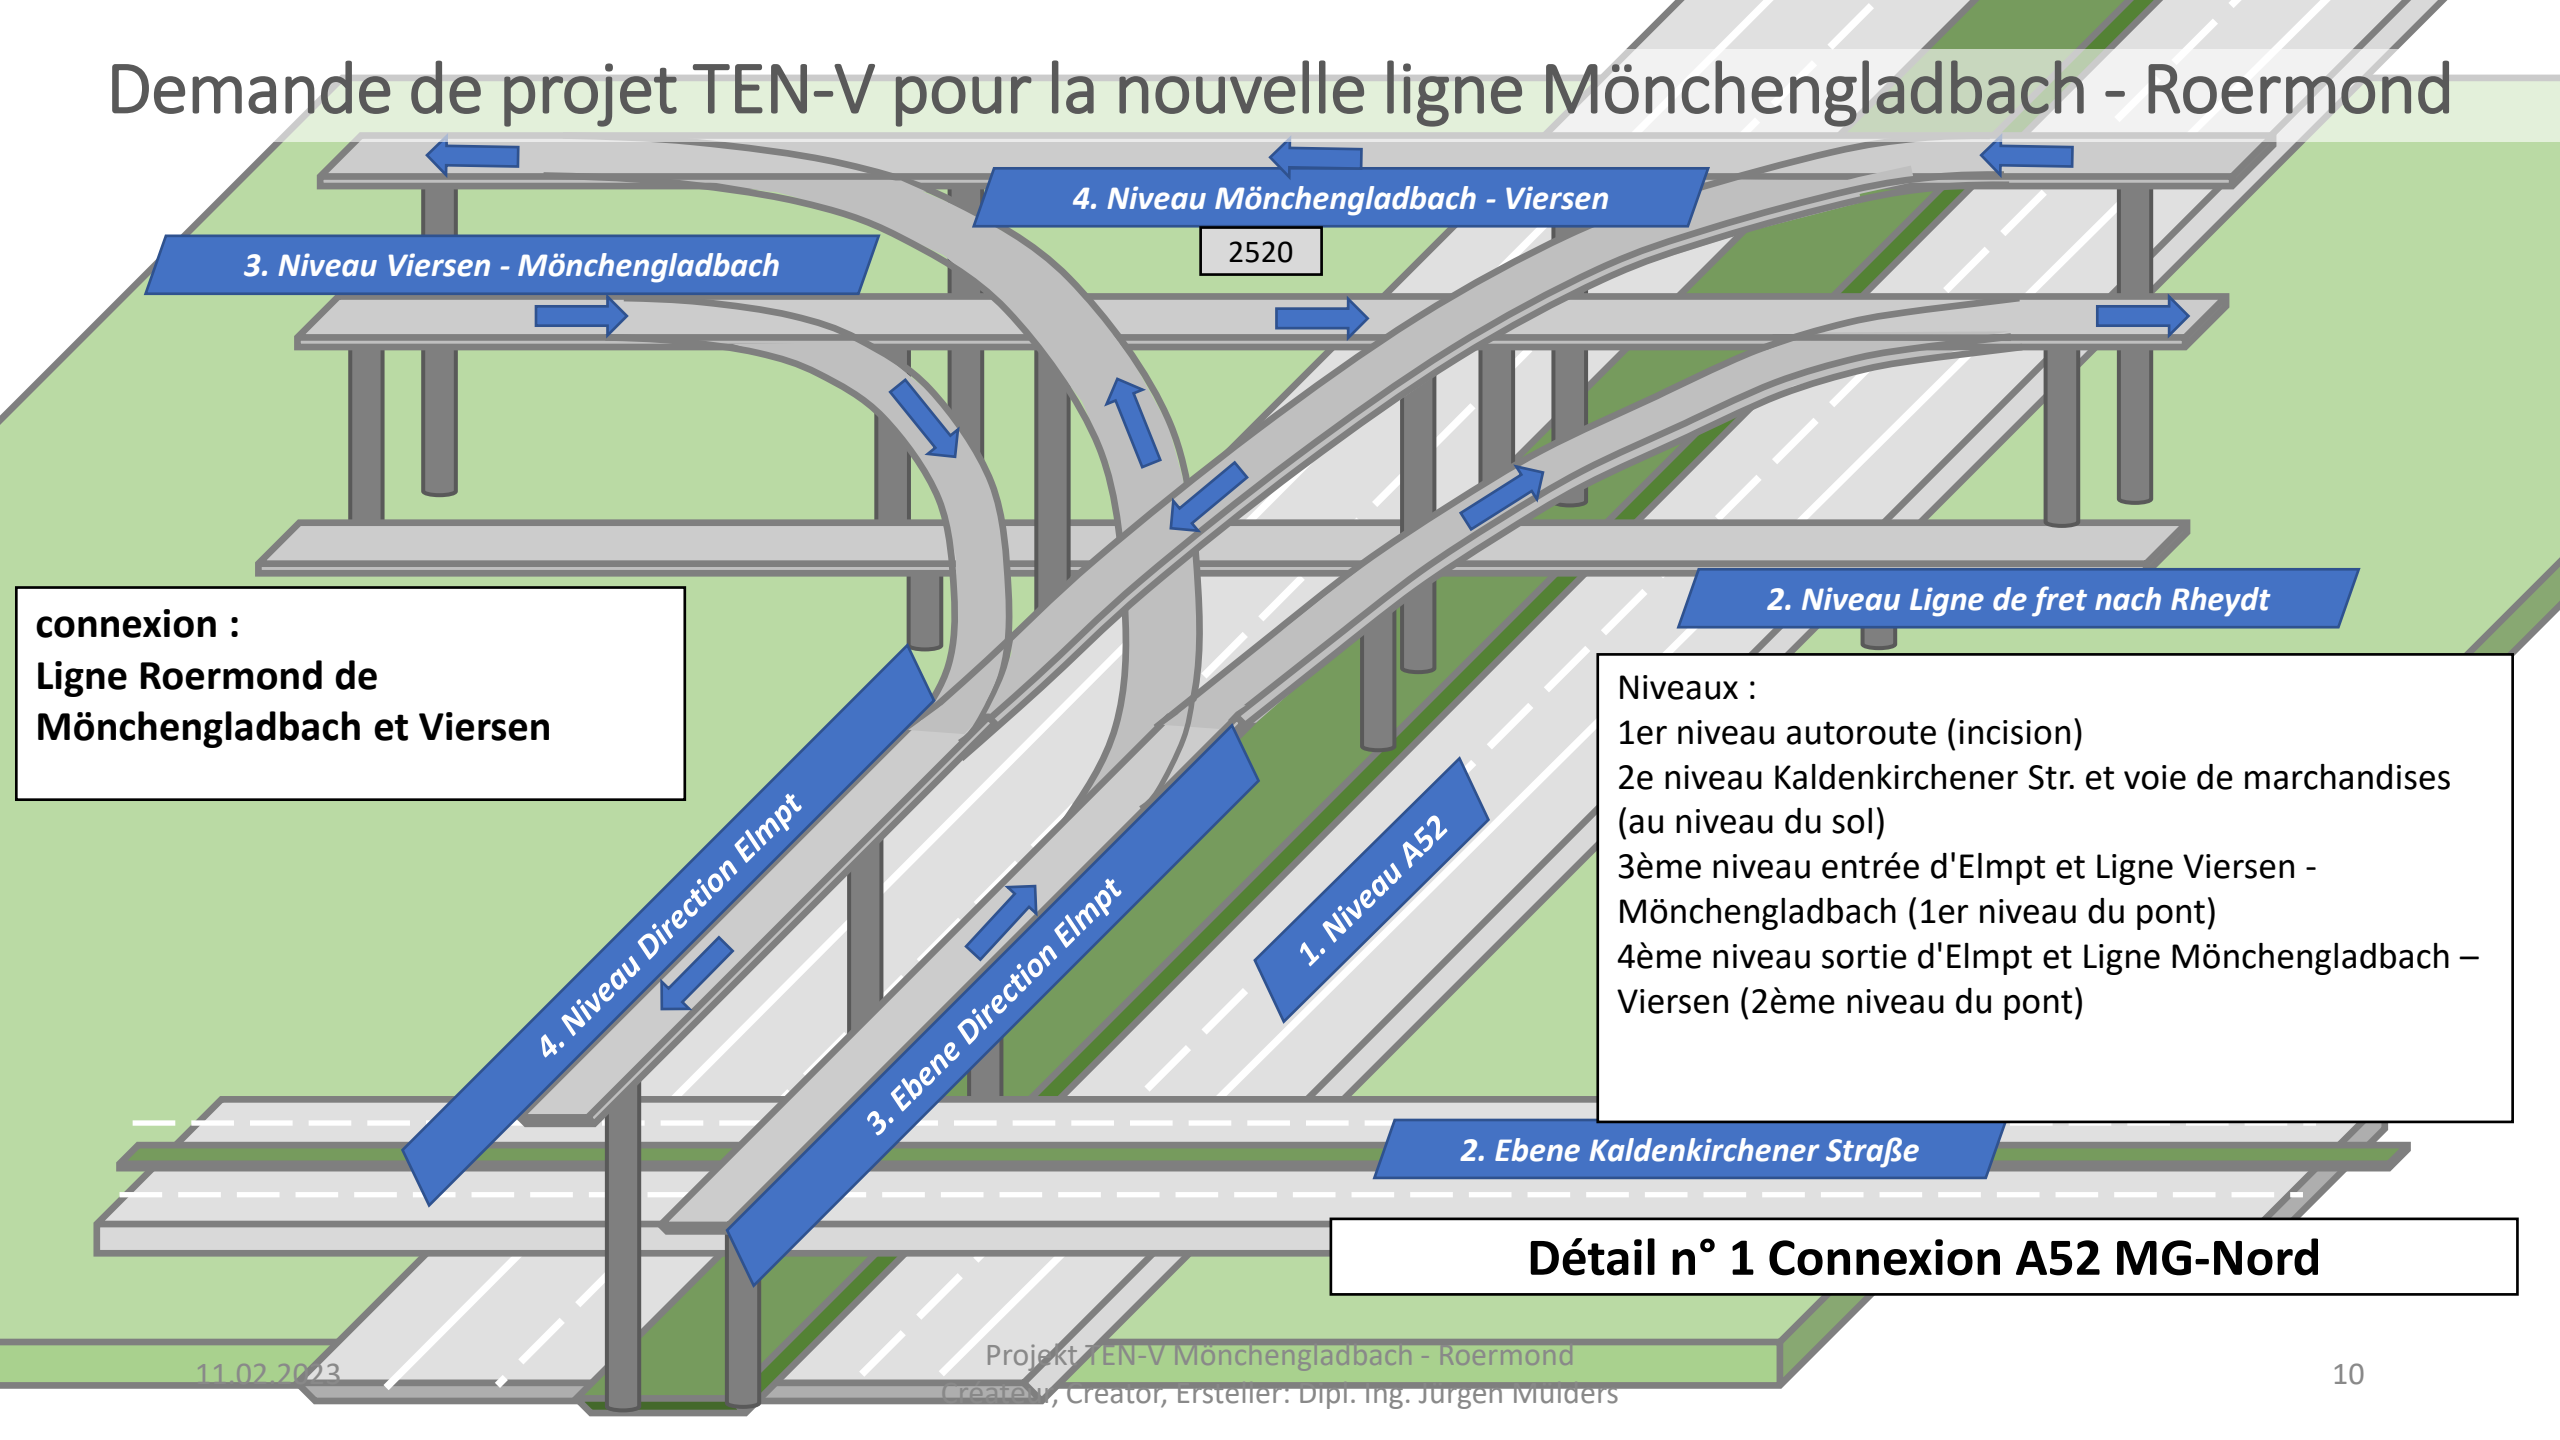 Demande de projet TEN-V pour la nouvelle ligne Mönchengladbach - Roermond
4. Niveau Mönchengladbach - Viersen
2520
3. Niveau Viersen - Mönchengladbach
2. Niveau Ligne de fret nach Rheydt
connexion :
Ligne Roermond de
Mönchengladbach et Viersen
Niveaux :
1er niveau autoroute (incision)
2e niveau Kaldenkirchener Str. et voie de marchandises
(au niveau du sol)
3ème niveau entrée d'Elmpt et Ligne Viersen -
Mönchengladbach (1er niveau du pont)
4ème niveau sortie d'Elmpt et Ligne Mönchengladbach –
Viersen (2ème niveau du pont)
4. Niveau Direction Elmpt
3. Ebene Direction Elmpt
1. Niveau A52
2. Ebene Kaldenkirchener Straße
Détail n° 1 Connexion A52 MG-Nord
11.02.2023
Projekt TEN-V Mönchengladbach - Roermond
Créateur, Creator, Ersteller: Dipl. Ing. Jürgen Mülders
10